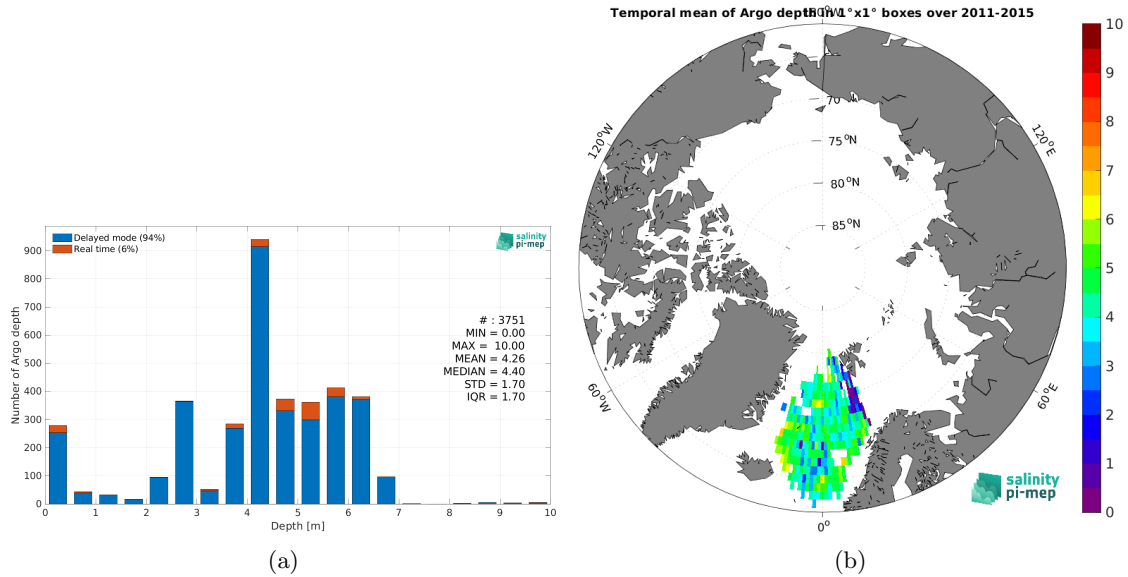 Delayed mode (94%)
Real time (6%)
salinity
pi-mep
# : 3751
MIN = 0.00
MAX = 10.00
MEAN = 4.26
MEDIAN = 4.40
STD = 1.70
IQR = 1.70
Number of Argo depth
900
800
700
600
500
400
300
200
100
0
0 1 2 3 4 5 6 7 8 9 10
Depth [m]
(a)
Temporal mean of Argo depth in 1°x1° boxes over 2011-2015
180°W
120°W
120°E
60°W
60°E
0°
70
75°N
80°N
85°N
salinity
pi-mep
10
9
8
7
6
5
4
3
2
1
0
(b)